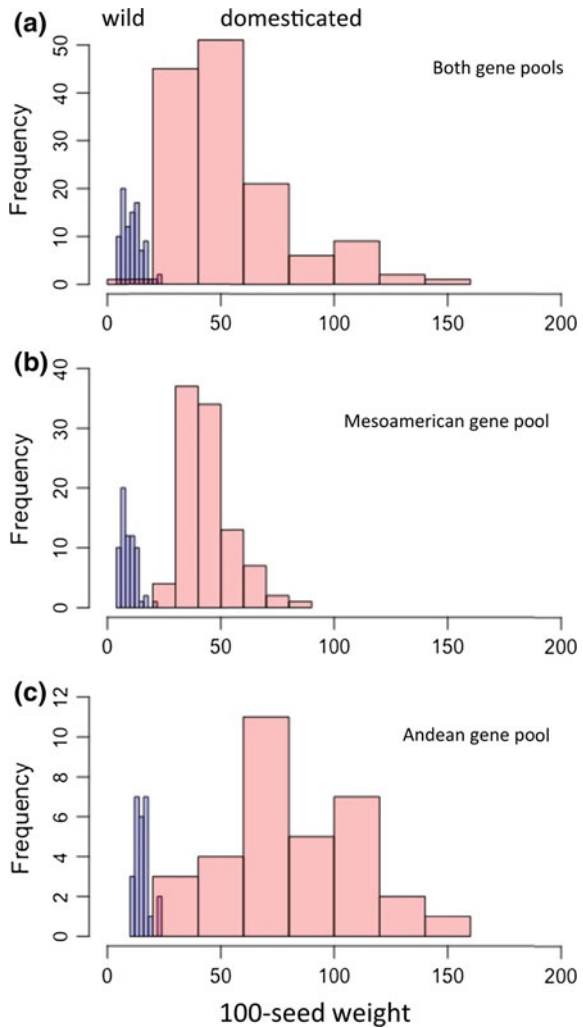 (a) wild domesticated
Both gene pools
Frequency
50
40
30
20
10
0
0 50 100 150 200
(b)
Mesoamerican gene pool
Frequency
40
30
20
10
0
0 50 100 150 200
(c)
Andean gene pool
Frequency
12
10
8
6
4
2
0
0 50 100 150 200
100-seed weight